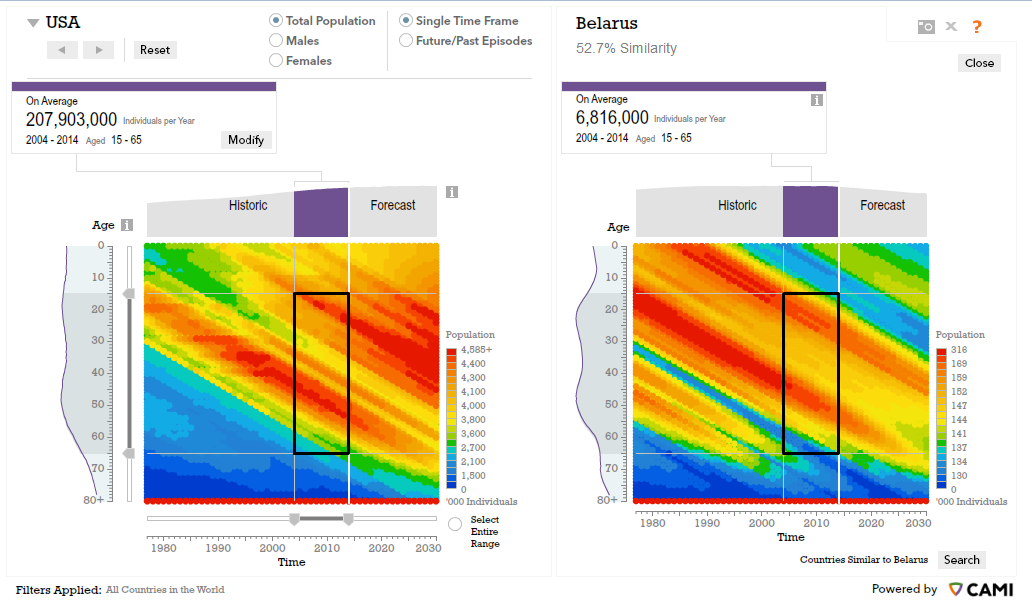 USA
Total Population
Males
Females
Single Time Frame
Future/Past Episodes
Reset
On Average
207,903,000 Individuals per Year
2004 - 2014 Aged 15 - 65
Modify
Historic
Forecast
Age
0
10
20
30
40
50
60
70
80+
Population
4,585+
4,400
4,300
4,100
4,000
3,800
3,600
2,700
2,100
1,500
0
'000 Individuals
1980 1990 2000 2010 2020 2030
Time
Select
Entire
Range
Belarus
52.7% Similarity
?
Close
On Average
6,816,000 Individuals per Year
2004 - 2014 Aged 15 - 65
Historic
Forecast
Age
0
10
20
30
40
50
60
70
80+
Population
316
169
159
152
147
144
141
137
134
130
0
'000 Individuals
1980 1990 2000 2010 2020 2030
Time
Countries Similar to Belarus Search
Filters Applied: All Countries in the World
Powered by CAMI